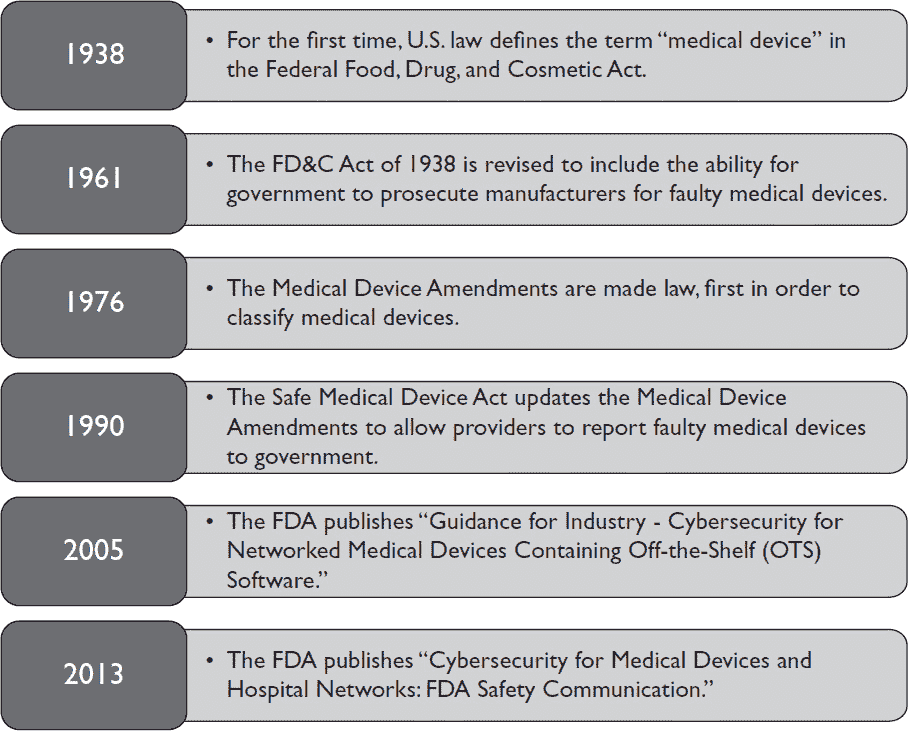 1938
• For the first time, U.S. law defines the term “medical device” in
the Federal Food, Drug, and Cosmetic Act.
1961
• The FD&C Act of 1938 is revised to include the ability for
government to prosecute manufacturers for faulty medical devices.
1976
• The Medical Device Amendments are made law, first in order to
classify medical devices.
1990
• The Safe Medical Device Act updates the Medical Device
Amendments to allow providers to report faulty medical devices
to government.
2005
• The FDA publishes “Guidance for Industry - Cybersecurity for
Networked Medical Devices Containing Off-the-Shelf (OTS)
Software.”
2013
• The FDA publishes “Cybersecurity for Medical Devices and
Hospital Networks: FDA Safety Communication.”